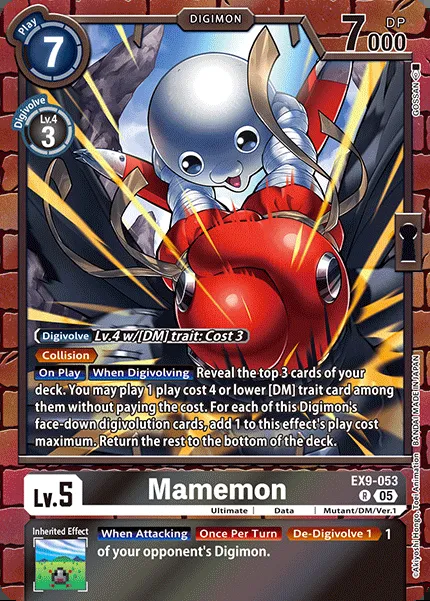 Play
7
DIGIMON
DP
7000
GOSSAN
Digivolve
Lv.4
3
Digivolve Lv.4 w/[DM] trait: Cost 3
Collision
On Play When Digivolving Reveal the top 3 cards of your
deck. You may play 1 play cost 4 or lower [DM] trait card among
them without paying the cost. For each of this Digimon's
face-down digivolution cards, add 1 to this effect's play cost
maximum. Return the rest to the bottom of the deck.
Lv.5
Mamemon
EX9-053
R 05
Ultimate | Data | Mutant/DM/Ver.1
Inherited Effect
When Attacking Once Per Turn De-Digivolve 1 1
of your opponent's Digimon.
©Akiyoshi Hongo, Toei Animation BANDAI MADE IN JAPAN